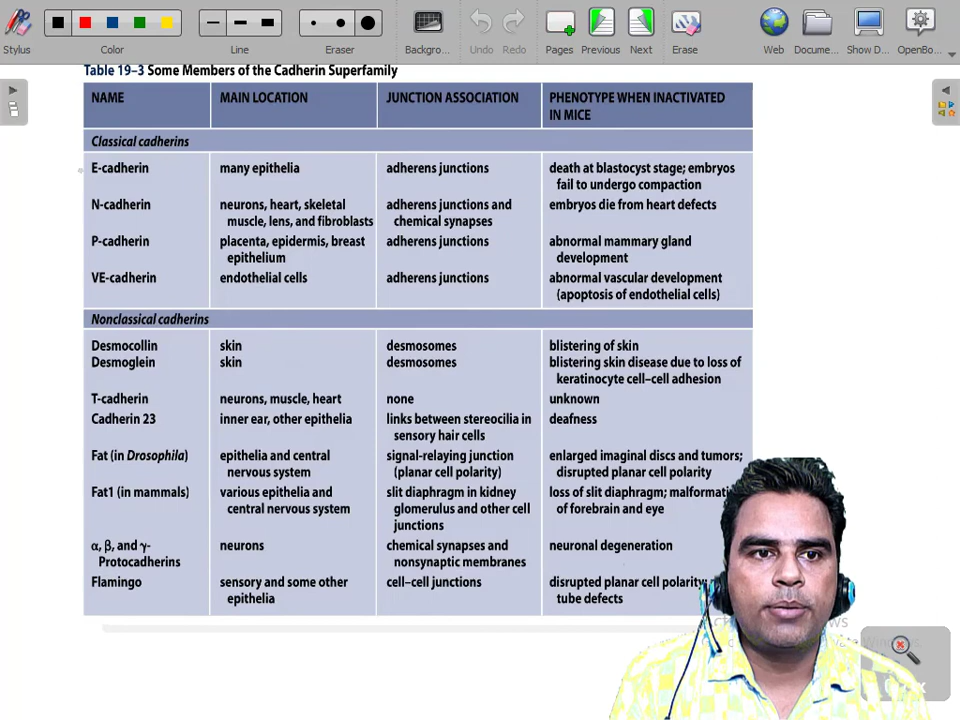 Stylus
Color
Line
Eraser
Backgro...
Undo
Redo
Pages
Previous
Next
Erase
Web
Docume...
Show D...
OpenBo...
Table 19–3 Some Members of the Cadherin Superfamily
NAME MAIN LOCATION JUNCTION ASSOCIATION PHENOTYPE WHEN INACTIVATED
IN MICE
Classical cadherins
E-cadherin many epithelia adherens junctions death at blastocyst stage; embryos
fail to undergo compaction
N-cadherin neurons, heart, skeletal adherens junctions and embryos die from heart defects
muscle, lens, and fibroblasts chemical synapses
P-cadherin placenta, epidermis, breast adherens junctions abnormal mammary gland
epithelium development
VE-cadherin endothelial cells adherens junctions abnormal vascular development
(apoptosis of endothelial cells)
Nonclassical cadherins
Desmocollin skin desmosomes blistering of skin
Desmoglein skin desmosomes blistering skin disease due to loss of
keratinocyte cell–cell adhesion
T-cadherin neurons, muscle, heart none unknown
Cadherin 23 inner ear, other epithelia links between stereocilia in deafness
sensory hair cells
Fat (in Drosophila) epithelia and central signal-relaying junction enlarged imaginal discs and tumors;
nervous system (planar cell polarity) disrupted planar cell polarity
Fat1 (in mammals) various epithelia and slit diaphragm in kidney loss of slit diaphragm; malformati
central nervous system glomerulus and other cell of forebrain and eye
junctions
α, β, and γ- neurons chemical synapses and neuronal degeneration
Protocadherins nonsynaptic membranes
Flamingo sensory and some other cell–cell junctions disrupted planar cell polarity;
epithelia tube defects